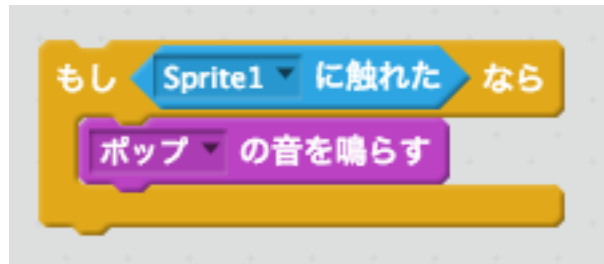 もし Sprite1 に触れた なら
ポップ の音を鳴らす